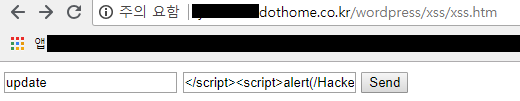 주의 요함 dothome.co.kr/wordpress/xss/xss.htm
앱
update </script><script>alert(/Hacke Send